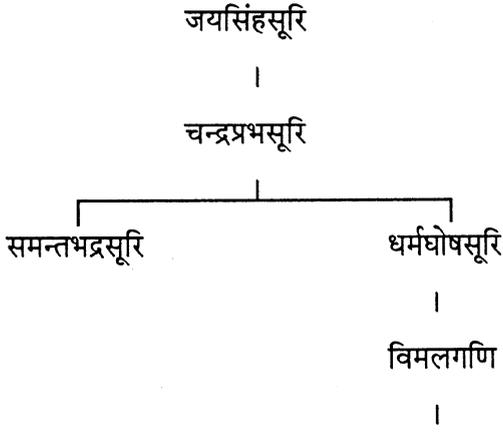 जयसिंहसूरि
चन्द्रप्रभसूरि
समन्तभद्रसूरि धर्मघोषसूरि
विमलगणि